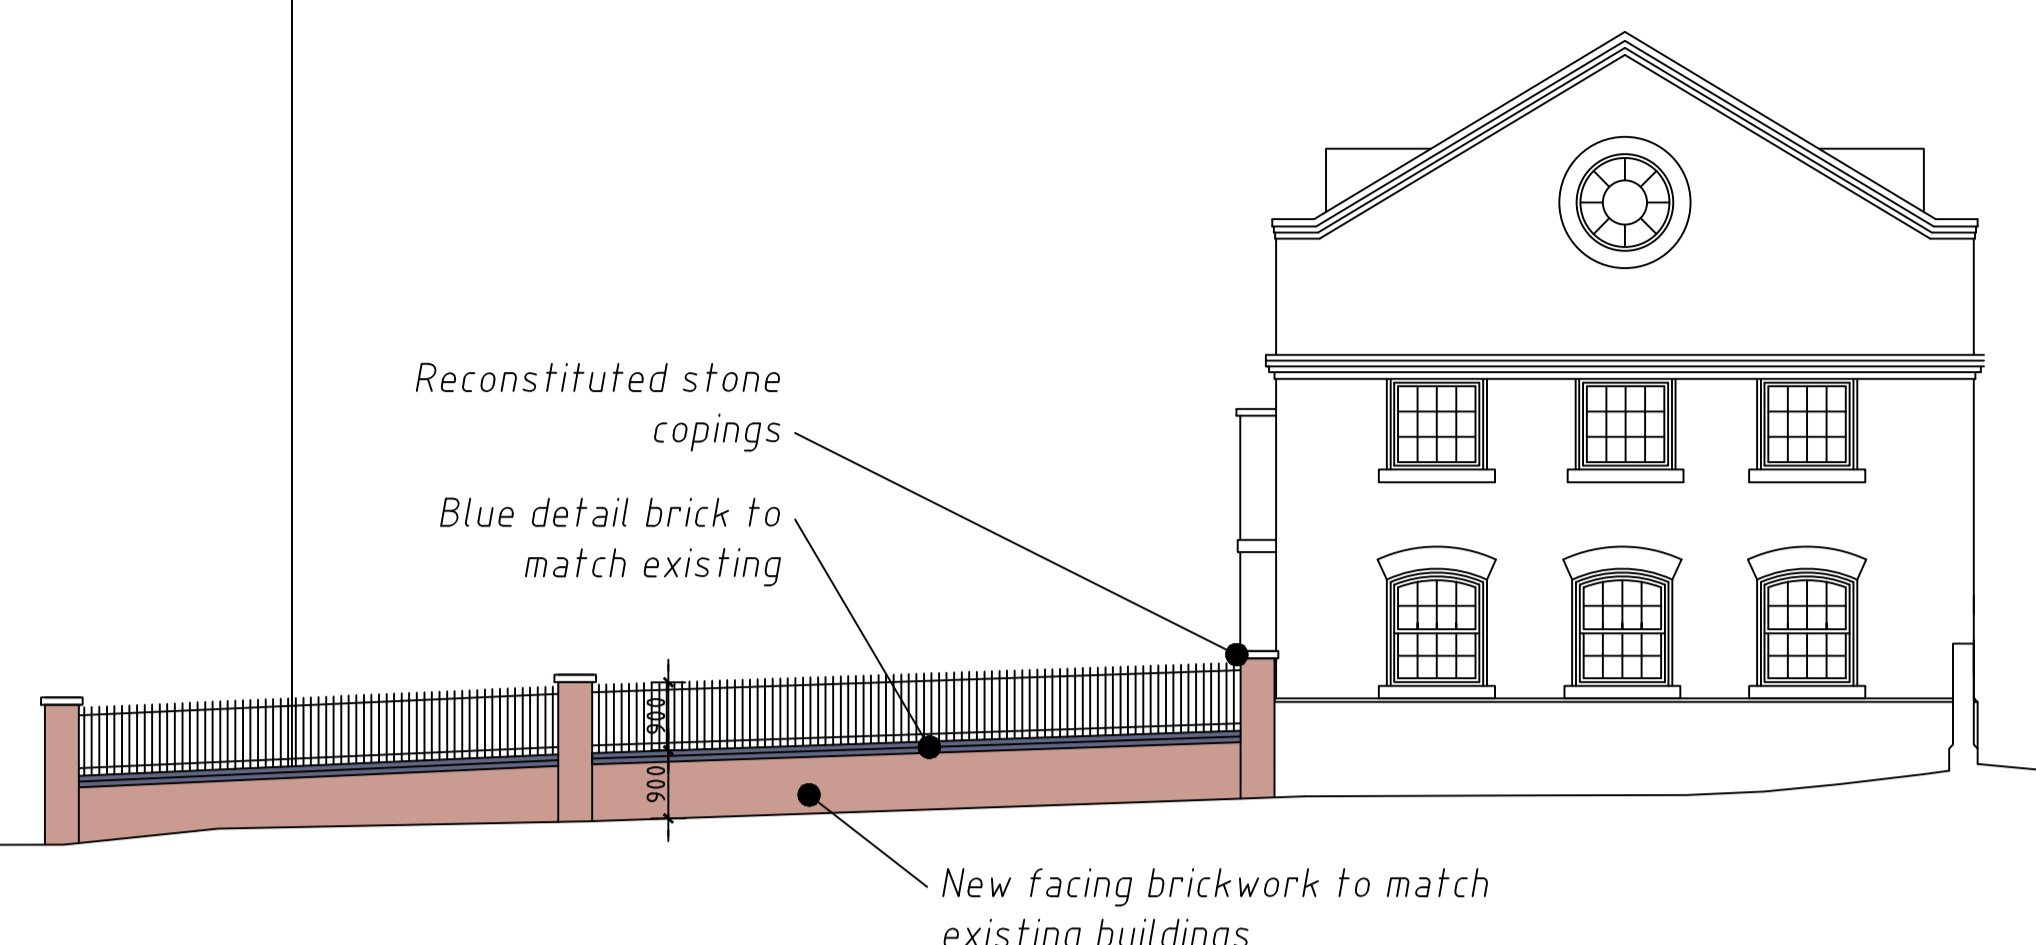 Reconstituted stone
copings
Blue detail brick to
match existing
900
900
New facing brickwork to match
existing buildings